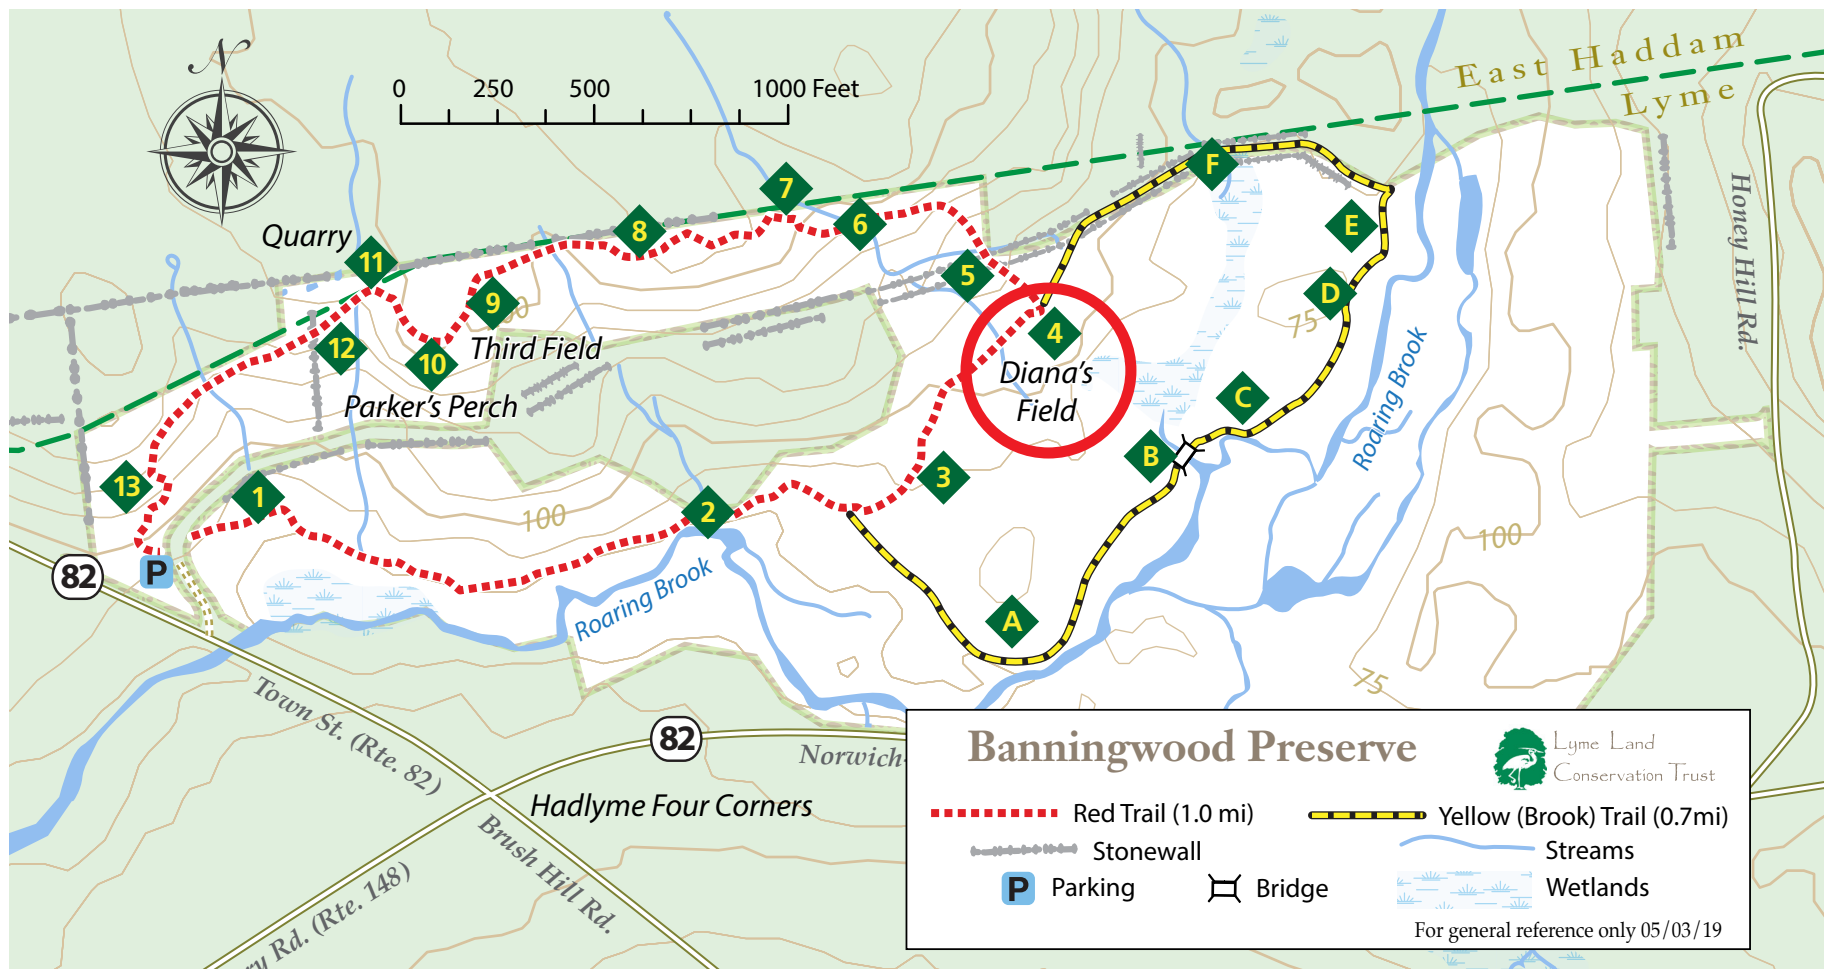 N
0 250 500 1000 Feet
East Haddam
Lyme
Honey Hill Rd.
Quarry
11
8
7
6
F
E
D
5
4
Diana's
Field
9
100
Third Field
12
10
Parker's Perch
75
C
B
3
Roaring Brook
13
1
2
100
100
82
P
Roaring Brook
A
75
Town St. (Rte. 82)
82
Norwich-
Hadlyme Four Corners
Brush Hill Rd.
ry Rd. (Rte. 148)
Banningwood Preserve
Lyme Land
Conservation Trust
Red Trail (1.0 mi)
Yellow (Brook) Trail (0.7mi)
Stonewall
Streams
P Parking
Bridge
Wetlands
For general reference only 05/03/19